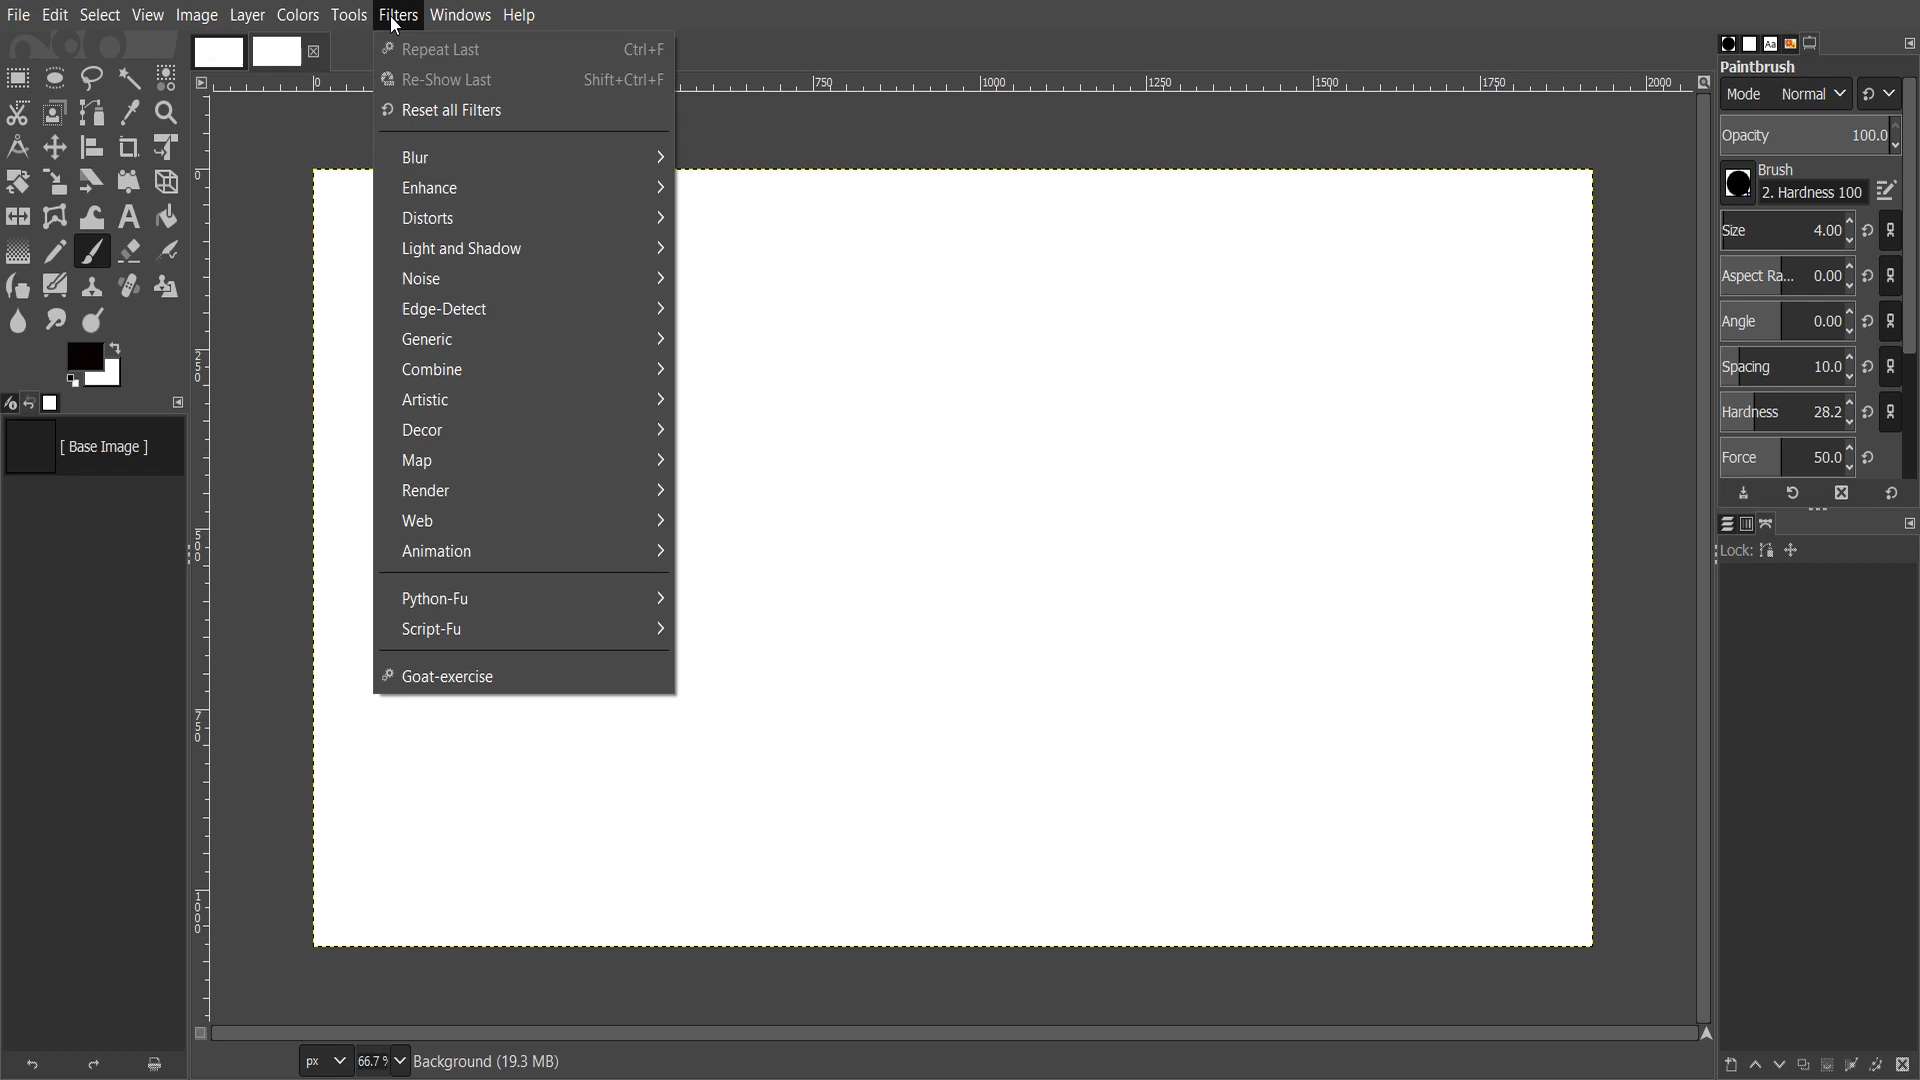 File Edit Select View Image Layer Colors Tools Filters Windows Help
Repeat Last Ctrl+F
Re-Show Last Shift+Ctrl+F
Reset all Filters
Blur
Enhance
Distorts
Light and Shadow
Noise
Edge-Detect
Generic
Combine
Artistic
Decor
Map
Render
Web
Animation
Python-Fu
Script-Fu
Goat-exercise
0 750 1000 1250 1500 1750 2000
0
250
500
750
1000
[ Base Image ]
px 66.7 % Background (19.3 MB)
Aa
Paintbrush
Mode Normal
Opacity 100.0
Brush
2. Hardness 100
Size 4.00
Aspect Ra... 0.00
Angle 0.00
Spacing 10.0
Hardness 28.2
Force 50.0
Lock: